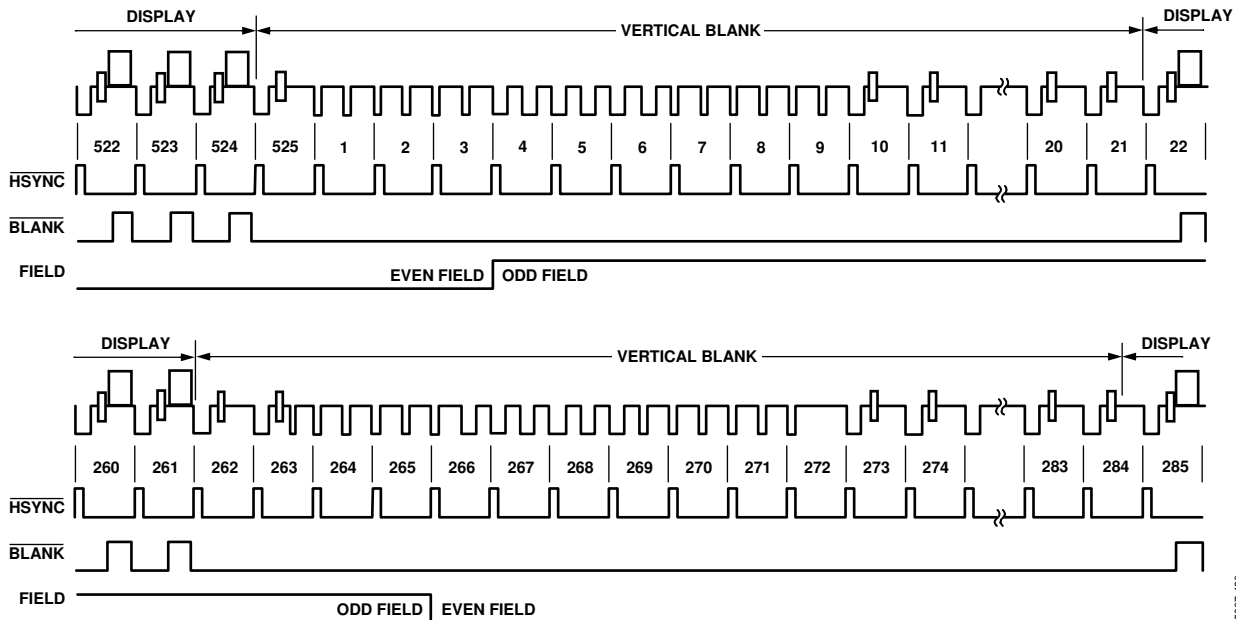 DISPLAY VERTICAL BLANK DISPLAY
522 523 524 525 1 2 3 4 5 6 7 8 9 10 11 20 21 22
HSYNC
BLANK
FIELD EVEN FIELD ODD FIELD
DISPLAY VERTICAL BLANK DISPLAY
260 261 262 263 264 265 266 267 268 269 270 271 272 273 274 283 284 285
HSYNC
BLANK
FIELD ODD FIELD EVEN FIELD